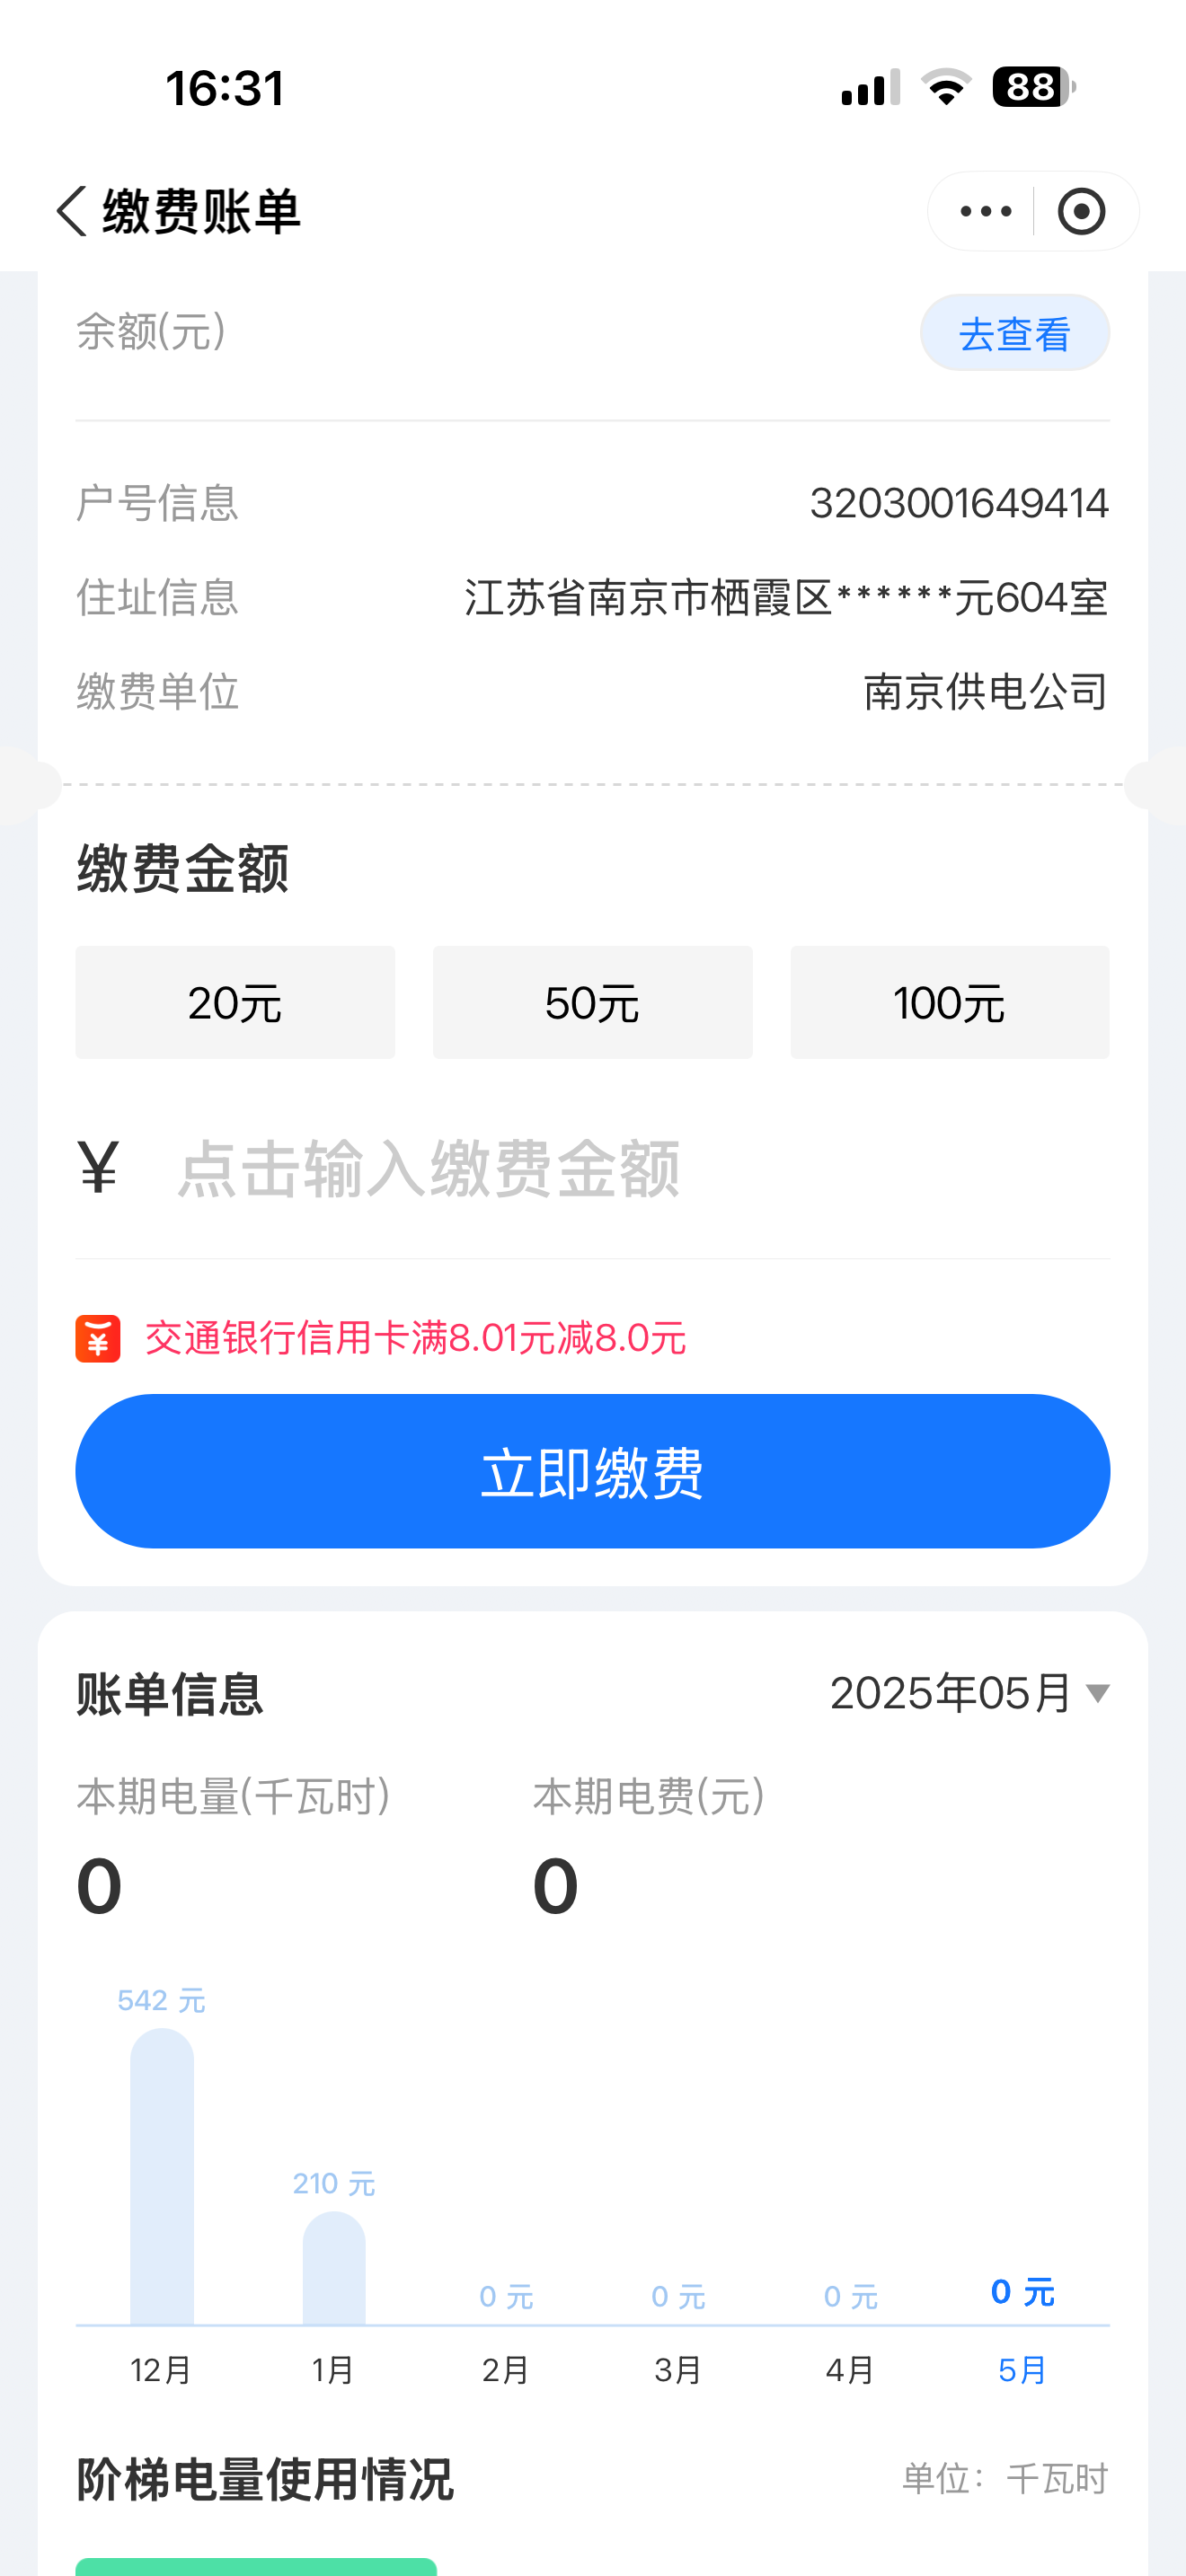 16:31
88
缴费账单
余额(元)
去查看
户号信息 3203001649414
住址信息 江苏省南京市栖霞区******元604室
缴费单位 南京供电公司
缴费金额
20元 50元 100元
¥ 点击输入缴费金额
交通银行信用卡满8.01元减8.0元
立即缴费
账单信息 2025年05月
本期电量(千瓦时) 本期电费(元)
0 0
542 元
210 元
0 元 0 元 0 元 0 元
12月 1月 2月 3月 4月 5月
阶梯电量使用情况 单位：千瓦时